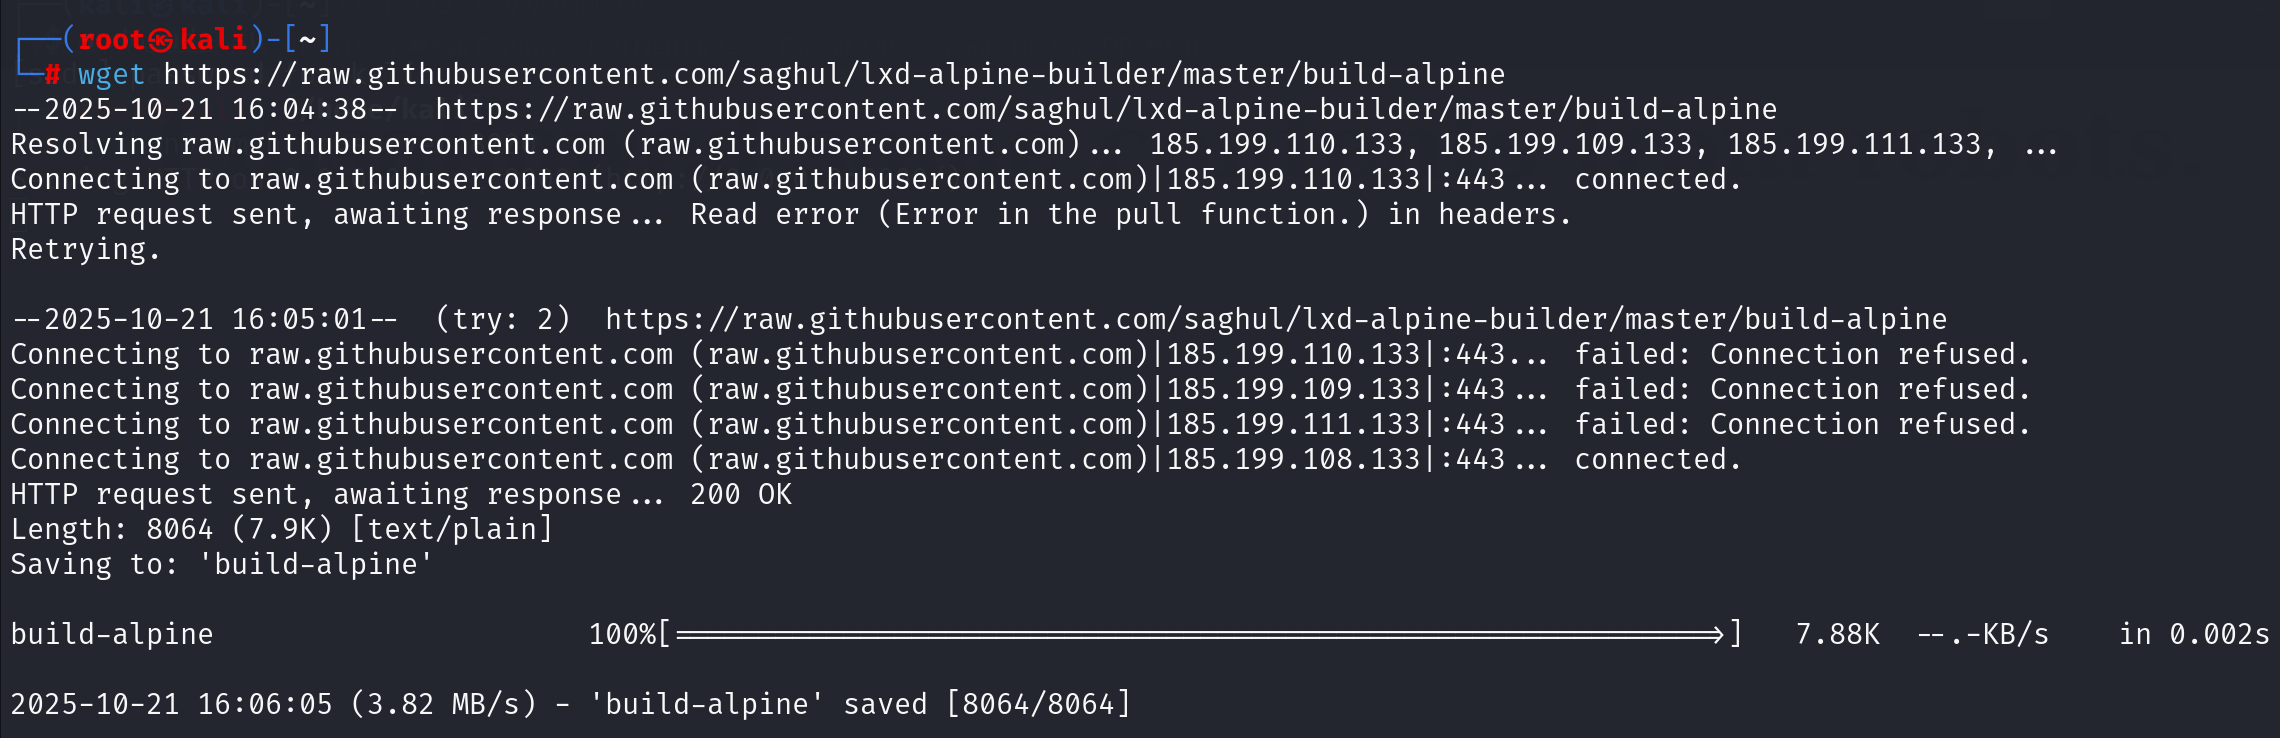 ┌──(root㉿kali)-[~]
└─# wget https://raw.githubusercontent.com/saghul/lxd-alpine-builder/master/build-alpine
--2025-10-21 16:04:38--  https://raw.githubusercontent.com/saghul/lxd-alpine-builder/master/build-alpine
Resolving raw.githubusercontent.com (raw.githubusercontent.com)... 185.199.110.133, 185.199.109.133, 185.199.111.133, ...
Connecting to raw.githubusercontent.com (raw.githubusercontent.com)|185.199.110.133|:443... connected.
HTTP request sent, awaiting response... Read error (Error in the pull function.) in headers.
Retrying.

--2025-10-21 16:05:01--  (try: 2)  https://raw.githubusercontent.com/saghul/lxd-alpine-builder/master/build-alpine
Connecting to raw.githubusercontent.com (raw.githubusercontent.com)|185.199.110.133|:443... failed: Connection refused.
Connecting to raw.githubusercontent.com (raw.githubusercontent.com)|185.199.109.133|:443... failed: Connection refused.
Connecting to raw.githubusercontent.com (raw.githubusercontent.com)|185.199.111.133|:443... failed: Connection refused.
Connecting to raw.githubusercontent.com (raw.githubusercontent.com)|185.199.108.133|:443... connected.
HTTP request sent, awaiting response... 200 OK
Length: 8064 (7.9K) [text/plain]
Saving to: 'build-alpine'

build-alpine 100%[==============================>] 7.88K --.-KB/s in 0.002s

2025-10-21 16:06:05 (3.82 MB/s) - 'build-alpine' saved [8064/8064]